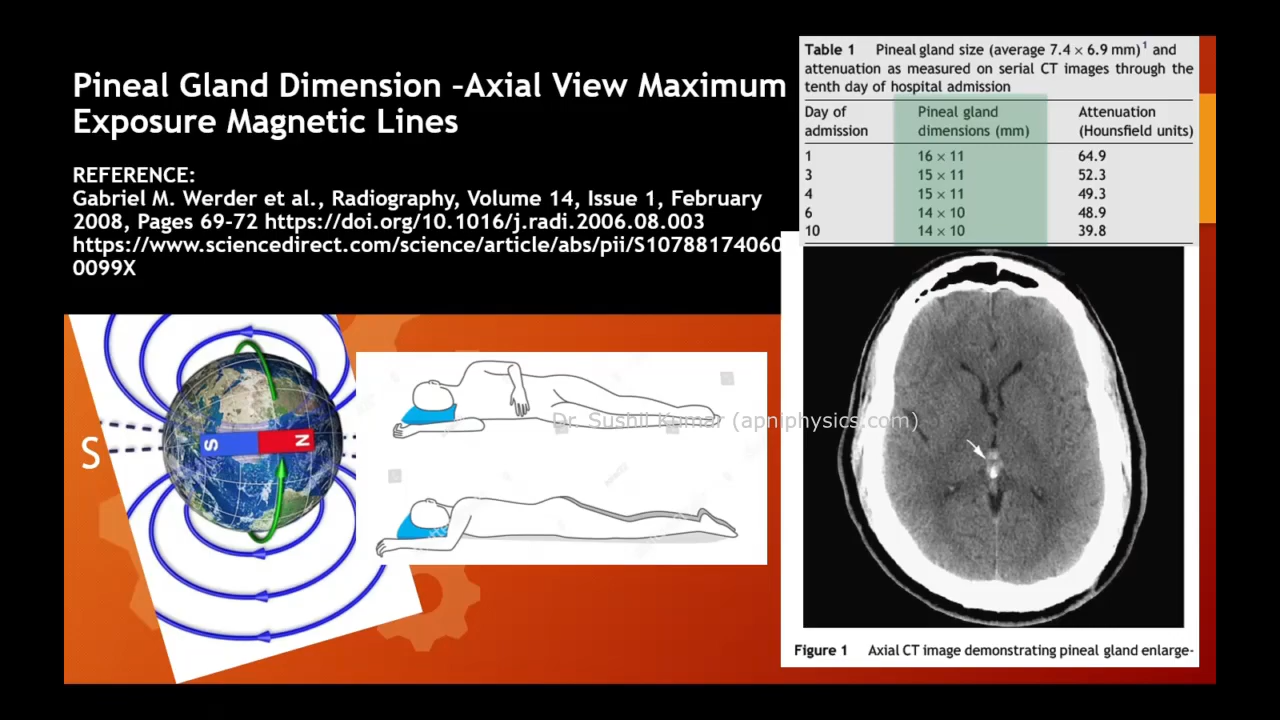 Pineal Gland Dimension –Axial View Maximum
Exposure Magnetic Lines
REFERENCE:
Gabriel M. Werder et al., Radiography, Volume 14, Issue 1, February
2008, Pages 69-72 https://doi.org/10.1016/j.radi.2006.08.003
https://www.sciencedirect.com/science/article/abs/pii/S10788174060
0099X
Table 1 Pineal gland size (average 7.4 × 6.9 mm)¹ and
attenuation as measured on serial CT images through the
tenth day of hospital admission
Day of admission Pineal gland dimensions (mm) Attenuation (Hounsfield units)
1 16 × 11 64.9
3 15 × 11 52.3
4 15 × 11 49.3
6 14 × 10 48.9
10 14 × 10 39.8
S
S N
Dr. Sushil Kumar (apniphysics.com)
Figure 1 Axial CT image demonstrating pineal gland enlarge-